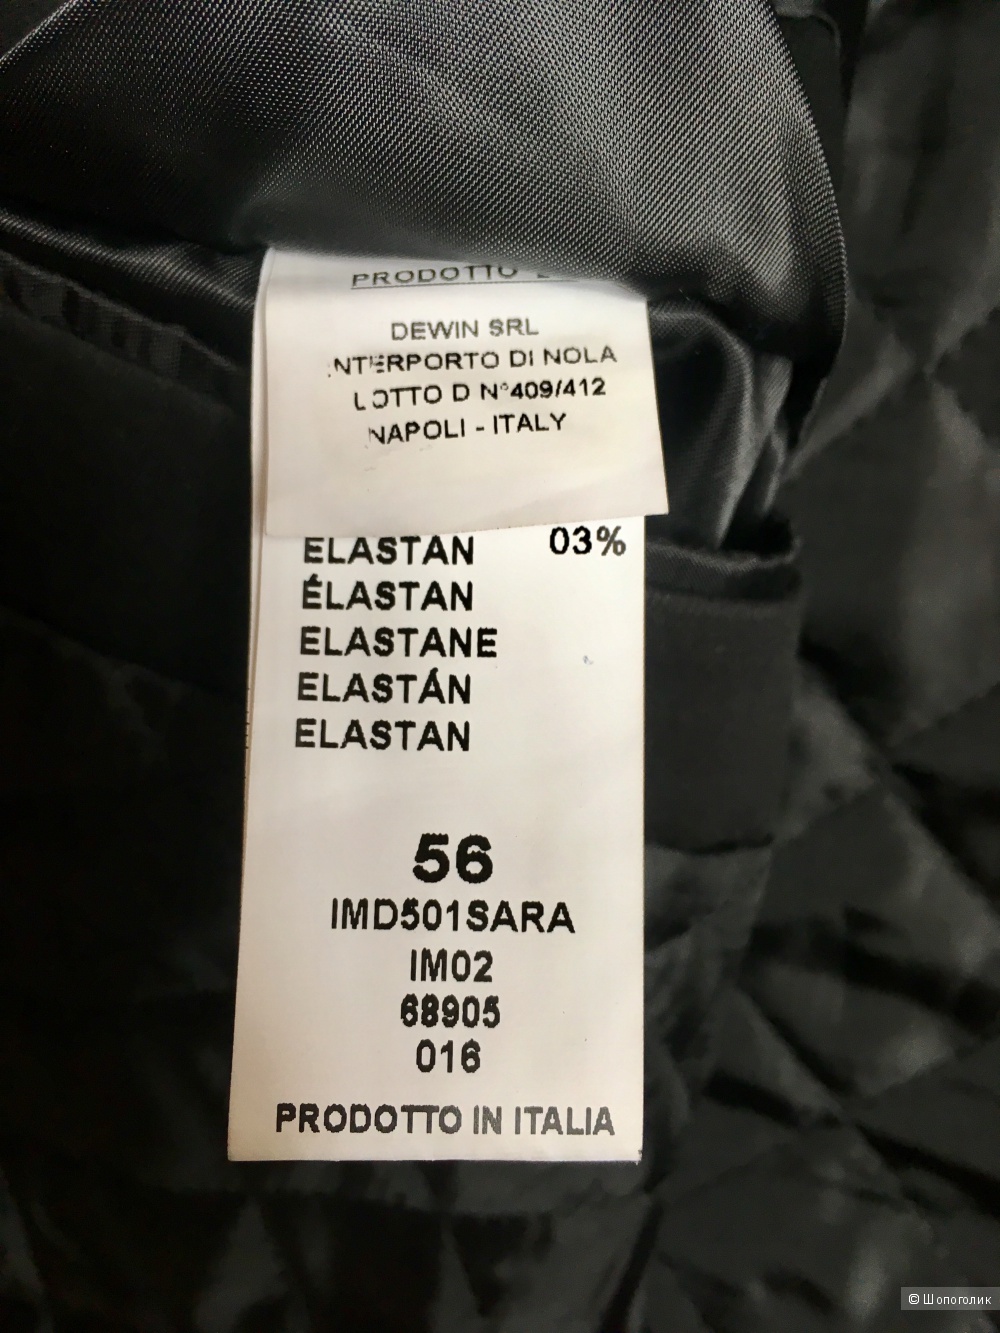 PRODOTTO
DEWIN SRL
INTERPORTO DI NOLA
LOTTO D N°409/412
NAPOLI - ITALY
ELASTAN 03%
ÉLASTAN
ELASTANE
ELASTÁN
ELASTAN
56
IMD501SARA
IM02
68905
016
PRODOTTO IN ITALIA
© Шопоголик